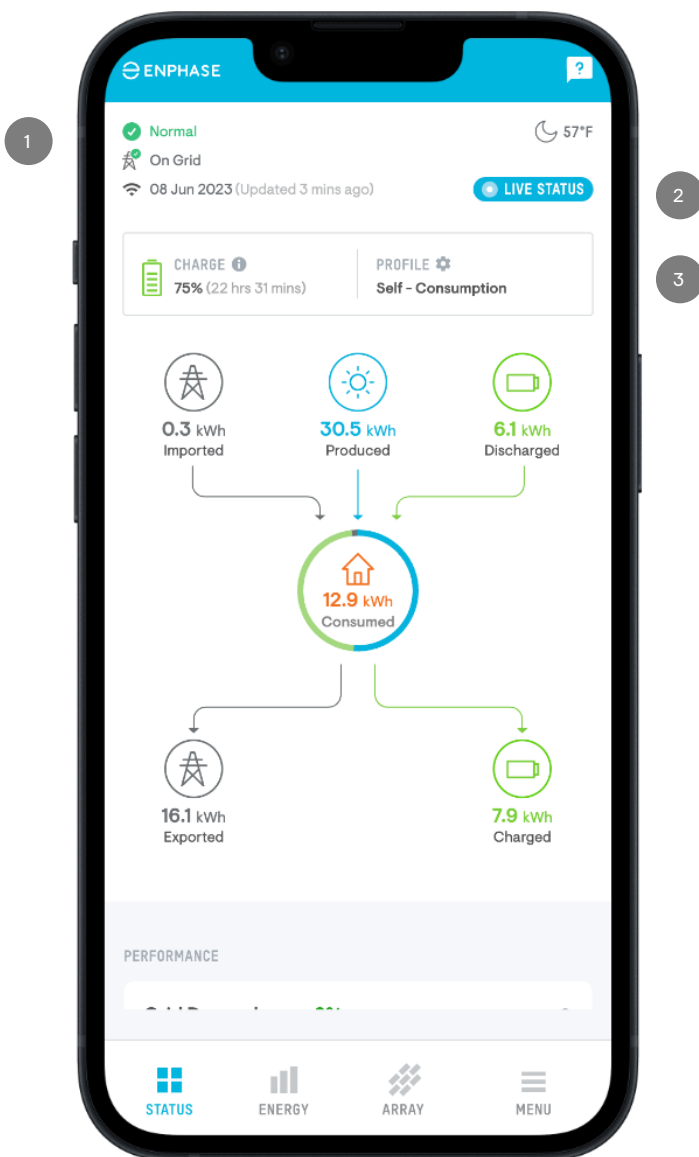 ENPHASE
?
1
Normal
57°F
On Grid
08 Jun 2023 (Updated 3 mins ago)
LIVE STATUS
2
CHARGE
PROFILE
3
75% (22 hrs 31 mins)
Self - Consumption
0.3 kWh
Imported
30.5 kWh
Produced
6.1 kWh
Discharged
12.9 kWh
Consumed
16.1 kWh
Exported
7.9 kWh
Charged
PERFORMANCE
STATUS
ENERGY
ARRAY
MENU